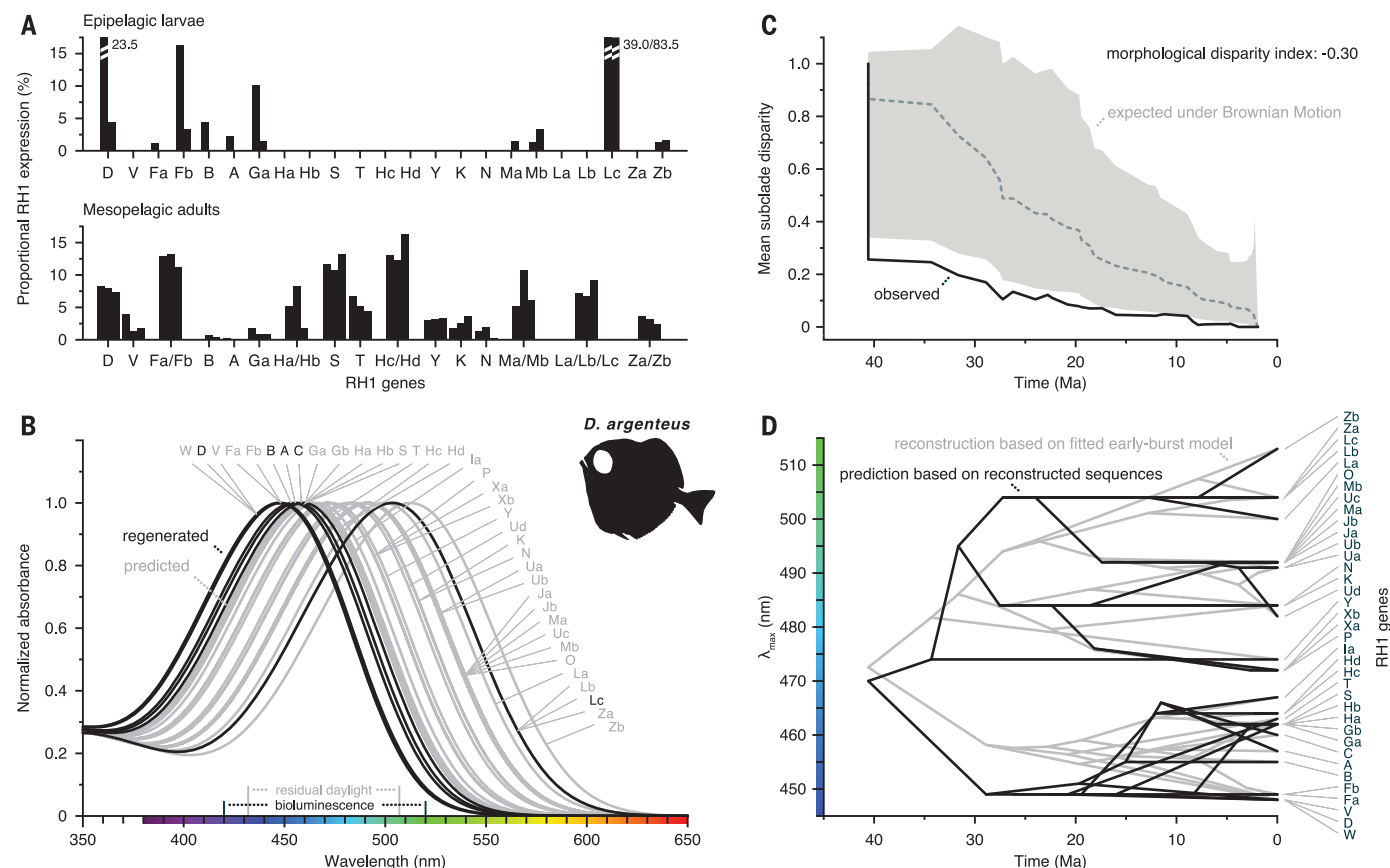 A
Epipelagic larvae
23.5
39.0/83.5
15
10
5
0
D V Fa Fb B A Ga Ha Hb S T Hc Hd Y K N Ma Mb La Lb Lc Za Zb
Proportional RH1 expression (%)
Mesopelagic adults
15
10
5
0
D V Fa/Fb B A Ga Ha/Hb S T Hc/Hd Y K N Ma/Mb La/Lb/Lc Za/Zb
RH1 genes
C
morphological disparity index: -0.30
expected under Brownian Motion
observed
Mean subclade disparity
1.0
0.8
0.6
0.4
0.2
0
40 30 20 10 0
Time (Ma)
B
D. argenteus
W D V Fa Fb B A C Ga Gb Ha Hb S T Hc Hd
Ia
P
Xa
Xb
Y
Ud
K
N
Ua
Ub
Ja
Jb
Ma
Uc
Mb
O
La
Lb
Lc
Za
Zb
regenerated
predicted
Normalized absorbance
1.0
0.8
0.6
0.4
0.2
0
residual daylight
bioluminescence
350 400 450 500 550 600 650
Wavelength (nm)
D
reconstruction based on fitted early-burst model
prediction based on reconstructed sequences
λmax (nm)
510
500
490
480
470
460
450
40 30 20 10 0
Time (Ma)
Zb
Za
Lc
Lb
La
O
Mb
Uc
Ma
Jb
Ja
Ub
Ua
N
K
Ud
Y
Xb
Xa
P
Ia
Hd
Hc
T
S
Hb
Ha
Gb
Ga
C
A
B
Fb
Fa
V
D
W
RH1 genes